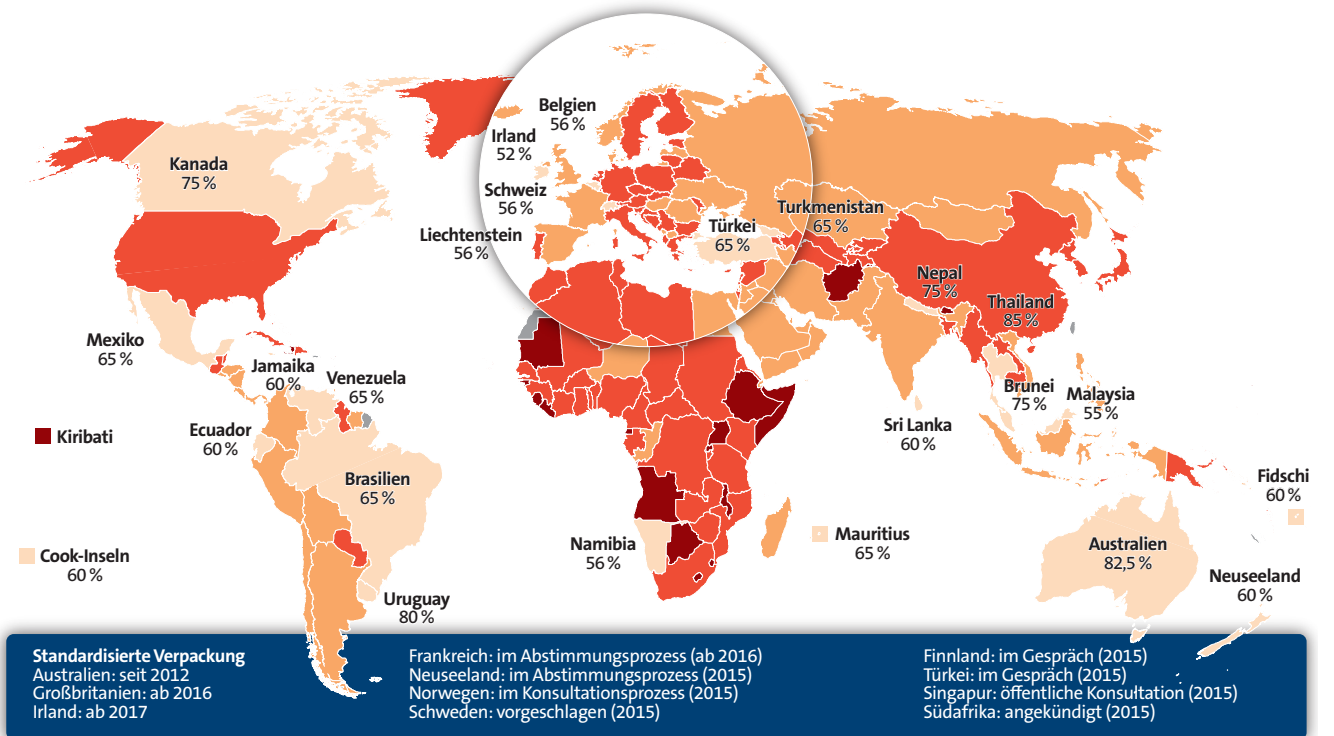 Belgien
56 %
Irland
52 %
Kanada
75 %
Schweiz
56 %
Liechtenstein
56 %
Türkei
65 %
Turkmenistan
65 %
Nepal
75 %
Thailand
85 %
Mexiko
65 %
Jamaika
60 %
Venezuela
65 %
Brunei
75 %
Malaysia
55 %
Sri Lanka
60 %
Kiribati
Ecuador
60 %
Brasilien
65 %
Fidschi
60 %
Cook-Inseln
60 %
Namibia
56 %
Mauritius
65 %
Australien
82,5 %
Neuseeland
60 %
Uruguay
80 %
Standardisierte Verpackung
Australien: seit 2012
Großbritanien: ab 2016
Irland: ab 2017
Frankreich: im Abstimmungsprozess (ab 2016)
Neuseeland: im Abstimmungsprozess (2015)
Norwegen: im Konsultationsprozess (2015)
Schweden: vorgeschlagen (2015)
Finnland: im Gespräch (2015)
Türkei: im Gespräch (2015)
Singapur: öffentliche Konsultation (2015)
Südafrika: angekündigt (2015)